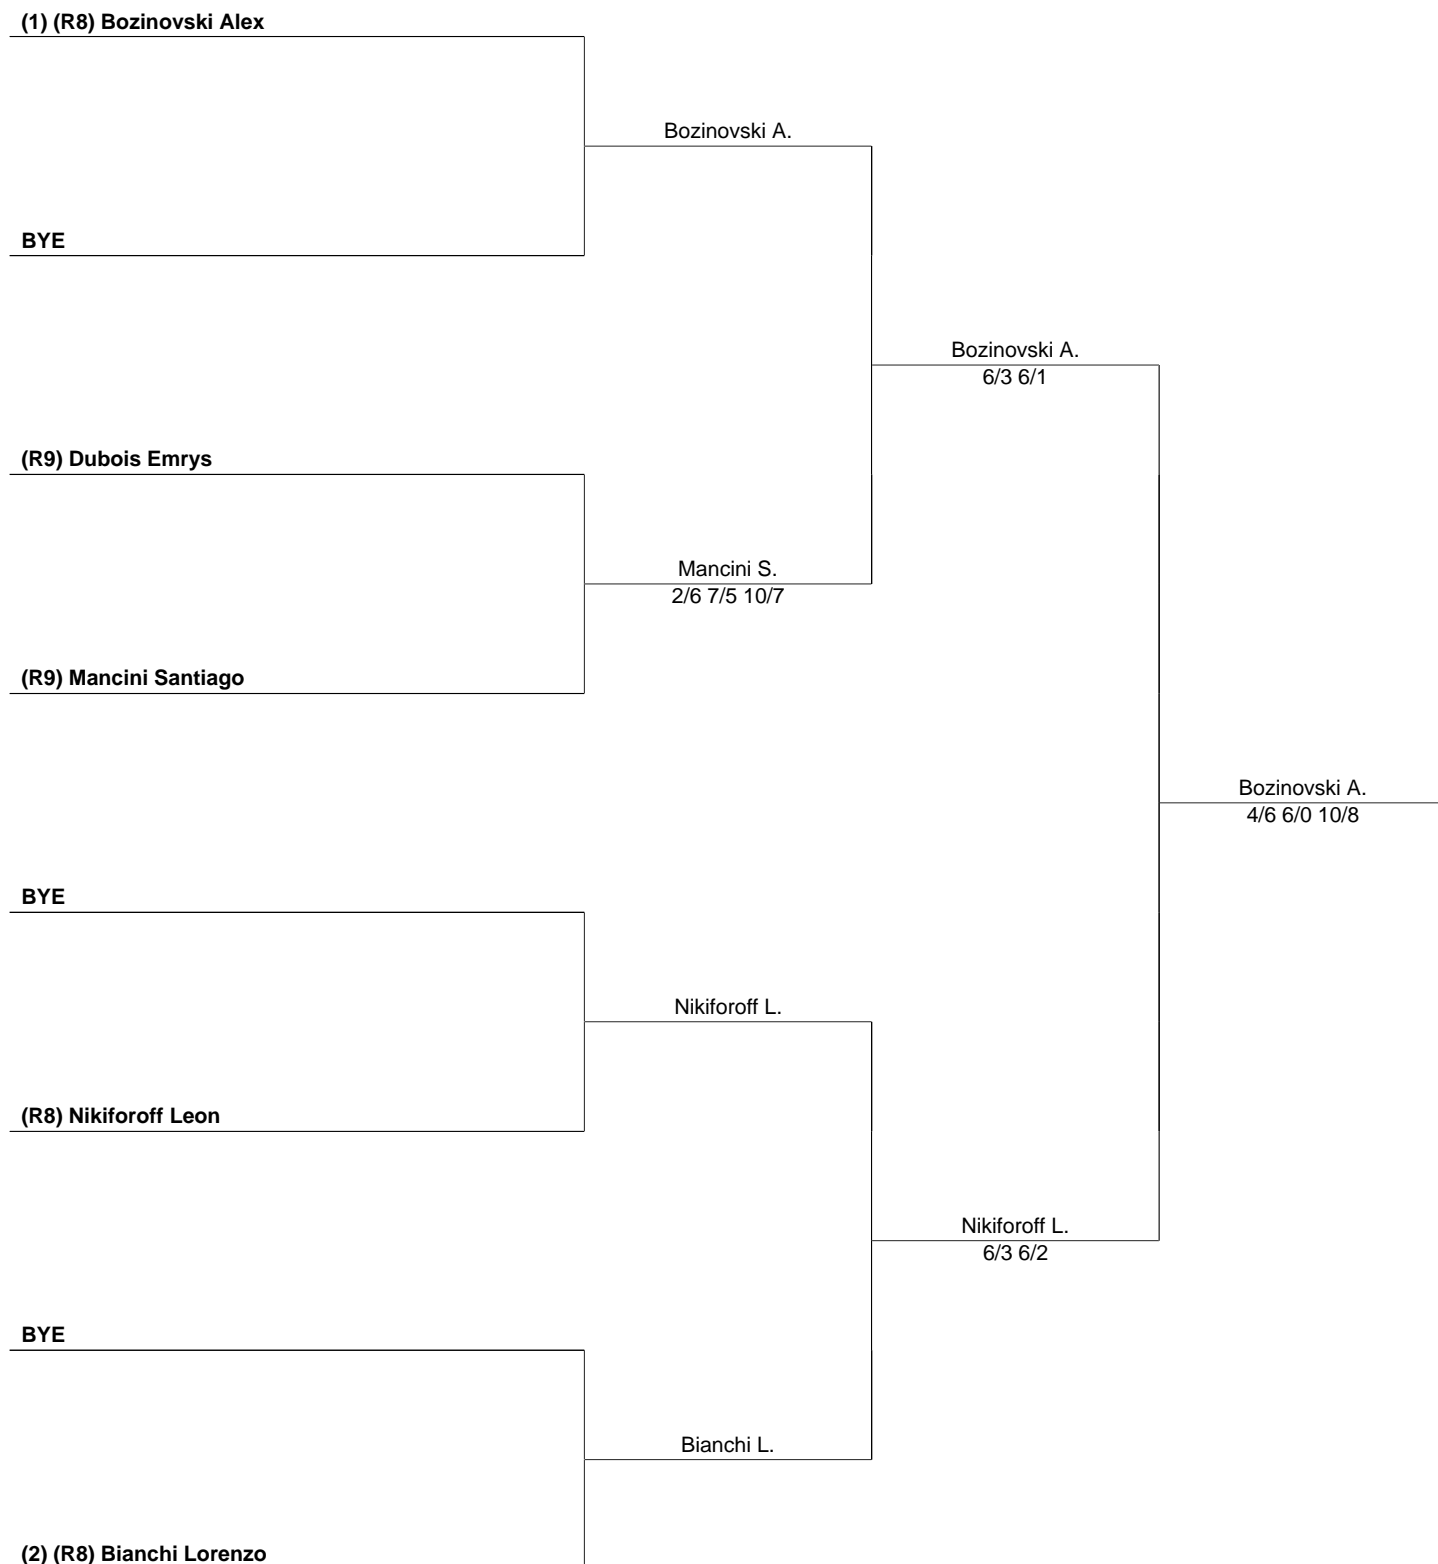 (1) (R8) Bozinovski Alex
Bozinovski A.
BYE
Bozinovski A.
6/3 6/1
(R9) Dubois Emrys
Mancini S.
2/6 7/5 10/7
(R9) Mancini Santiago
Bozinovski A.
4/6 6/0 10/8
BYE
Nikiforoff L.
(R8) Nikiforoff Leon
Nikiforoff L.
6/3 6/2
BYE
Bianchi L.
(2) (R8) Bianchi Lorenzo